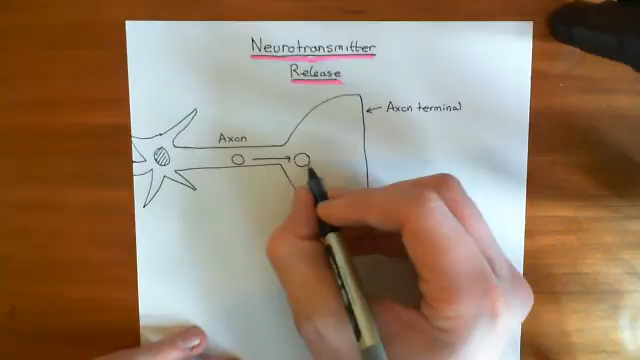 Neurotransmitter
Release
Axon terminal
Axon